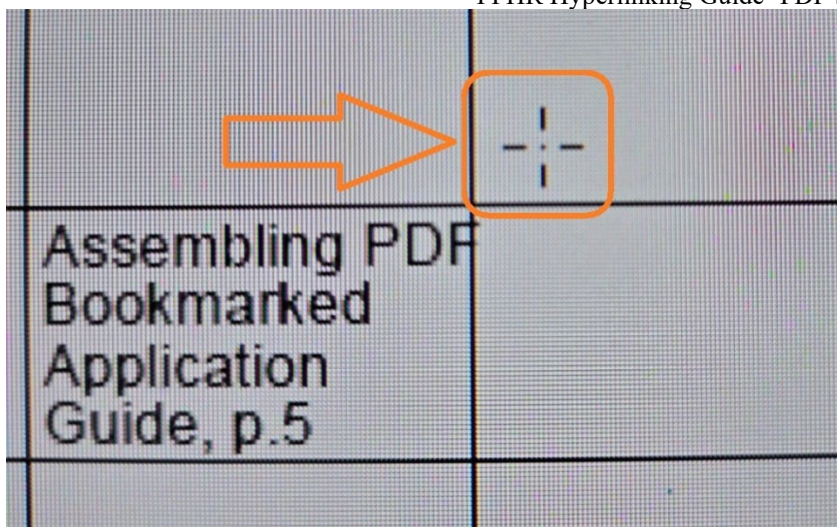 Hyperlinking Guide PDF
Assembling PDF
Bookmarked
Application
Guide, p.5